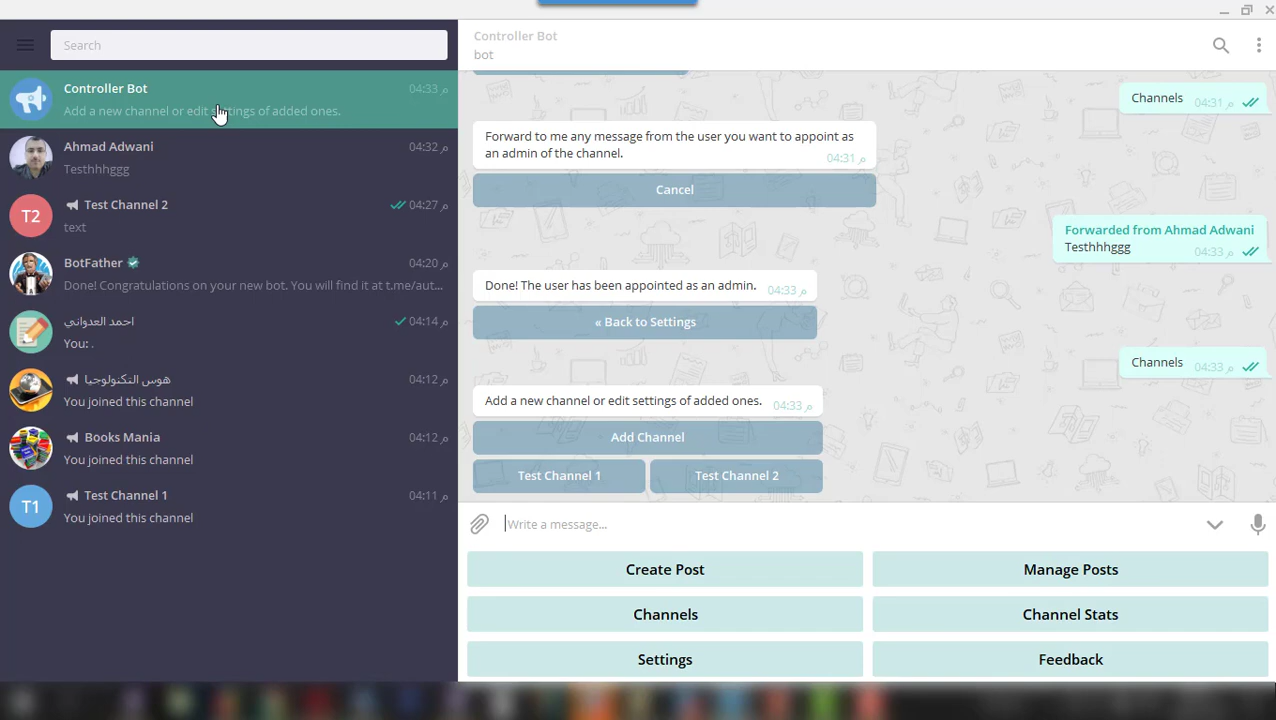 Search
Controller Bot
04:33 م
Add a new channel or edit settings of added ones.
Ahmad Adwani
04:32 م
Testhhhggg
T2
Test Channel 2
04:27 م
text
BotFather
04:20 م
Done! Congratulations on your new bot. You will find it at t.me/aut...
احمد العدواني
04:14 م
You: .
هوس التكنولوجيا
04:12 م
You joined this channel
Books Mania
04:12 م
You joined this channel
T1
Test Channel 1
04:11 م
You joined this channel
Controller Bot
bot
Channels
04:31 م
Forward to me any message from the user you want to appoint as
an admin of the channel.
04:31 م
Cancel
Forwarded from Ahmad Adwani
Testhhhggg
04:33 م
Done! The user has been appointed as an admin.
04:33 م
« Back to Settings
Channels
04:33 م
Add a new channel or edit settings of added ones.
04:33 م
Add Channel
Test Channel 1
Test Channel 2
Write a message...
Create Post
Manage Posts
Channels
Channel Stats
Settings
Feedback